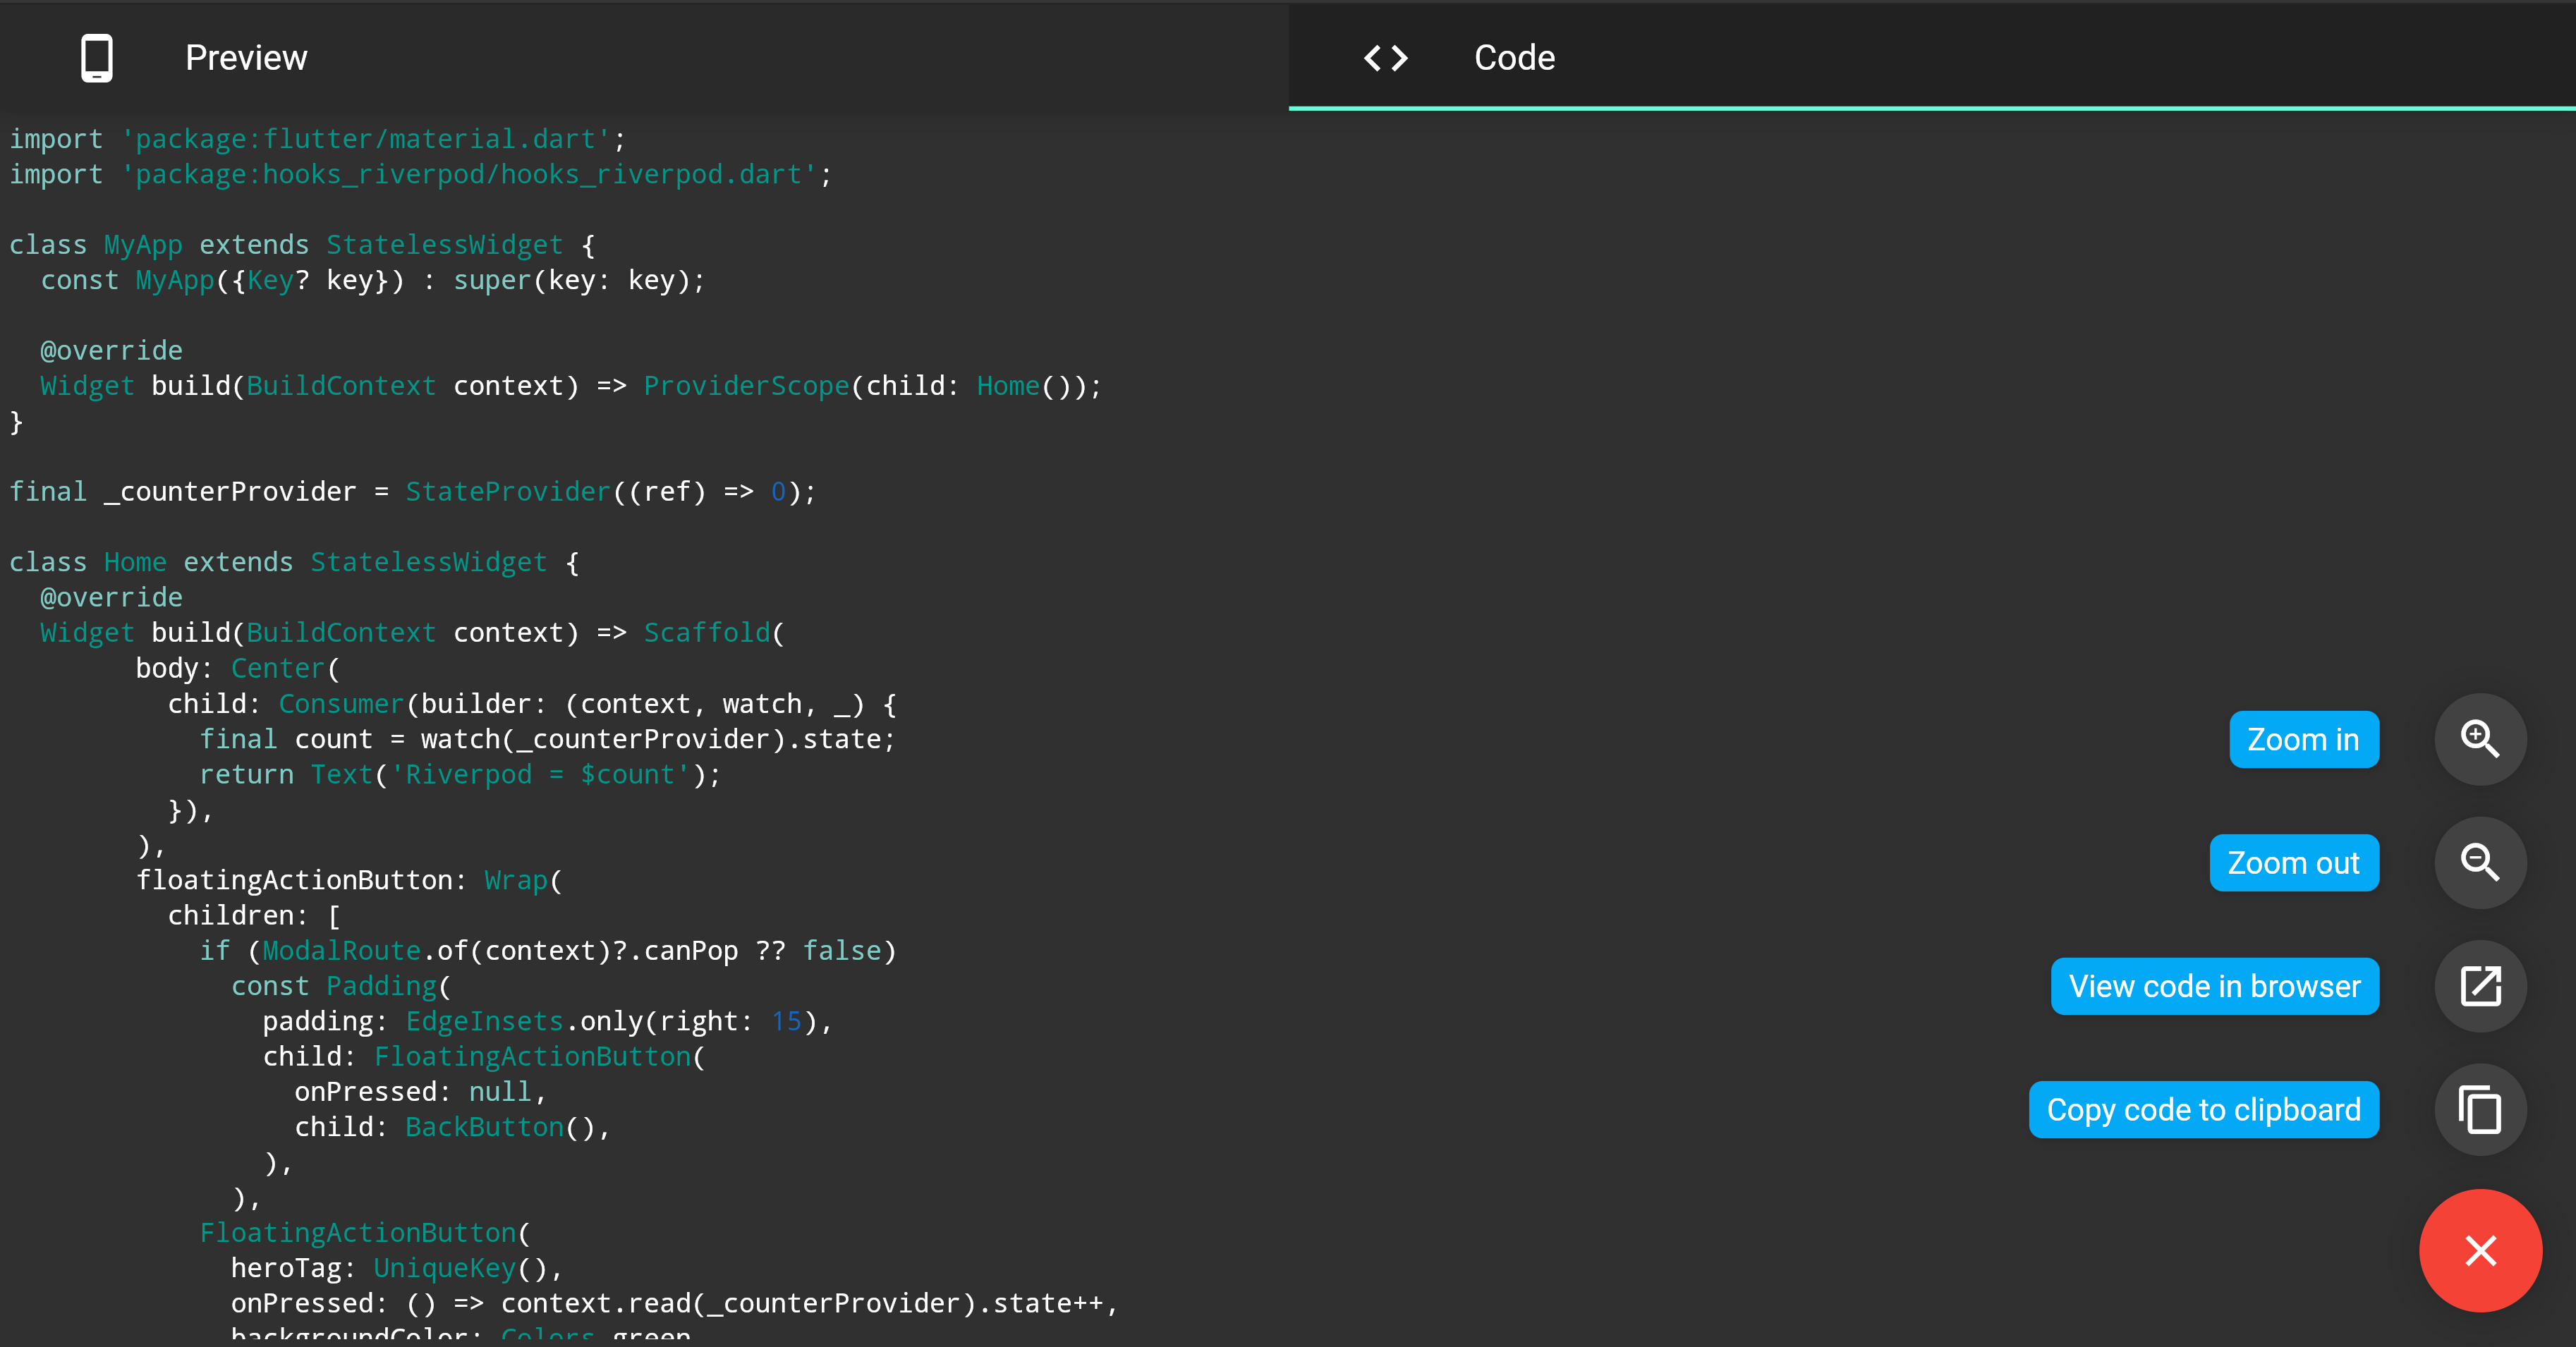 Preview
<> Code
import 'package:flutter/material.dart';
import 'package:hooks_riverpod/hooks_riverpod.dart';
class MyApp extends StatelessWidget {
  const MyApp({Key? key}) : super(key: key);
  @override
  Widget build(BuildContext context) => ProviderScope(child: Home());
}
final _counterProvider = StateProvider((ref) => 0);
class Home extends StatelessWidget {
  @override
  Widget build(BuildContext context) => Scaffold(
        body: Center(
          child: Consumer(builder: (context, watch, _) {
            final count = watch(_counterProvider).state;
            return Text('Riverpod = $count');
          }),
        ),
        floatingActionButton: Wrap(
          children: [
            if (ModalRoute.of(context)?.canPop ?? false)
              const Padding(
                padding: EdgeInsets.only(right: 15),
                child: FloatingActionButton(
                  onPressed: null,
                  child: BackButton(),
                ),
              ),
            FloatingActionButton(
              heroTag: UniqueKey(),
              onPressed: () => context.read(_counterProvider).state++,
              backgroundColor: Colors.green
Zoom in
Zoom out
View code in browser
Copy code to clipboard